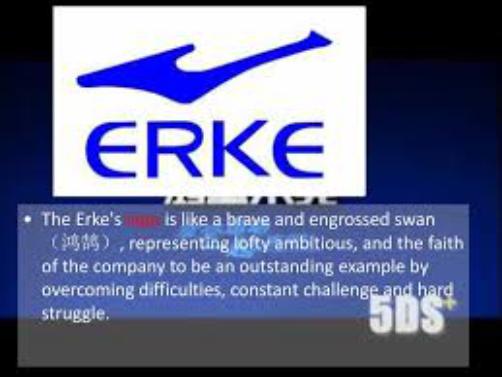 ERKE
• The Erke's logo is like a brave and engrossed swan
（鸿鹄）, representing lofty ambitious, and the faith
of the company to be an outstanding example by
overcoming difficulties, constant challenge and hard
struggle.
5DS+